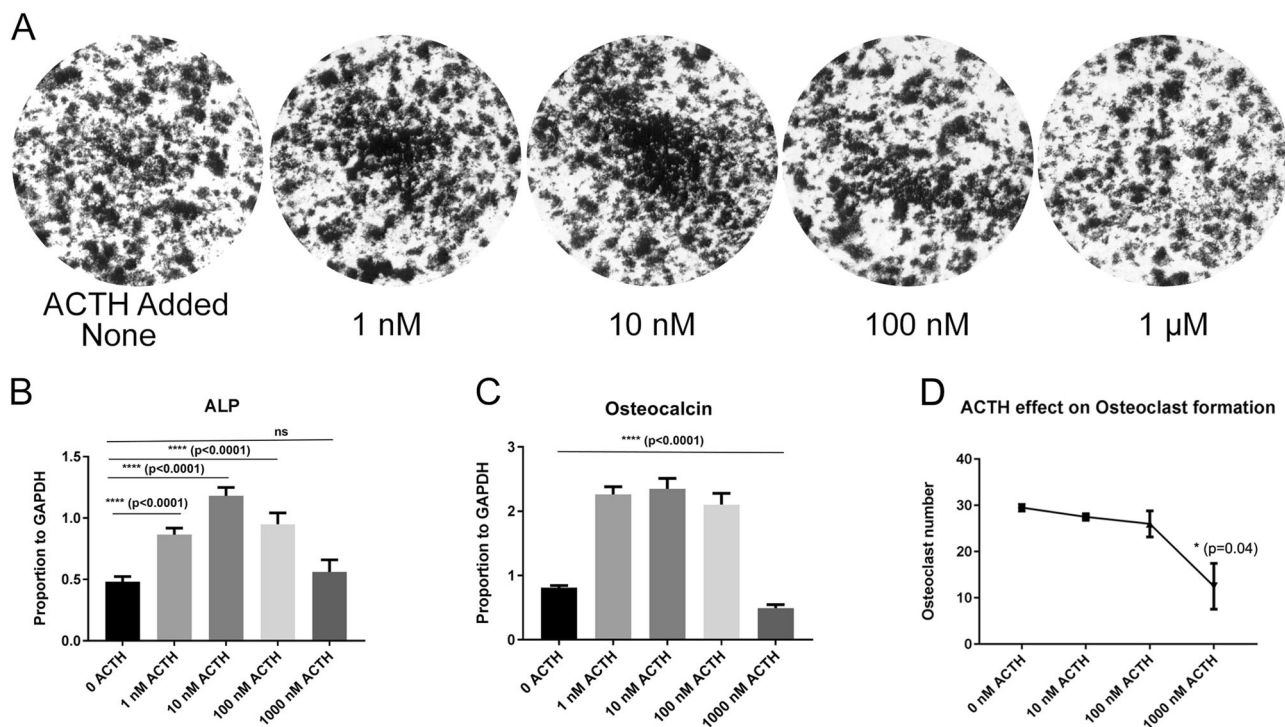 A
ACTH Added
None
1 nM
10 nM
100 nM
1 µM
B
ALP
ns
**** (p<0.0001)
**** (p<0.0001)
**** (p<0.0001)
Proportion to GAPDH
1.5
1.0
0.5
0.0
0 ACTH
1 nM ACTH
10 nM ACTH
100 nM ACTH
1000 nM ACTH
C
Osteocalcin
**** (p<0.0001)
Proportion to GAPDH
3
2
1
0
0 ACTH
1 nM ACTH
10 nM ACTH
100 nM ACTH
1000 nM ACTH
D
ACTH effect on Osteoclast formation
Osteoclast number
40
30
20
10
0
* (p=0.04)
0 nM ACTH
10 nM ACTH
100 nM ACTH
1000 nM ACTH